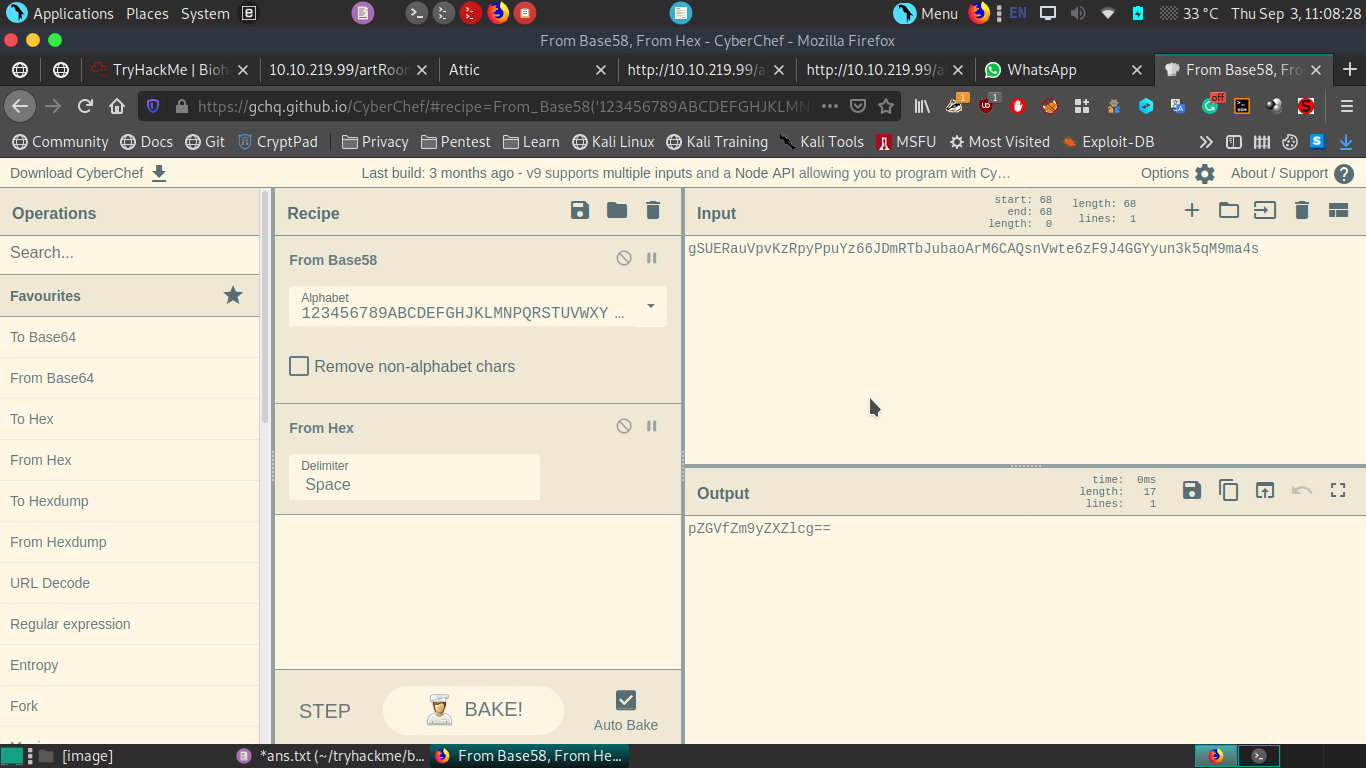 Applications Places System Menu EN 33 °C Thu Sep 3, 11:08:28
From Base58, From Hex - CyberChef - Mozilla Firefox
TryHackMe | Bioha 10.10.219.99/artRoom Attic http://10.10.219.99/a http://10.10.219.99/a WhatsApp From Base58, Fro
https://gchq.github.io/CyberChef/#recipe=From_Base58('123456789ABCDEFGHJKLMN 1 1 off
Community Docs Git CryptPad Privacy Pentest Learn Kali Linux Kali Training Kali Tools MSFU Most Visited Exploit-DB
Download CyberChef Last build: 3 months ago - v9 supports multiple inputs and a Node API allowing you to program with Cy… Options About / Support
Operations
Search...
Favourites
To Base64
From Base64
To Hex
From Hex
To Hexdump
From Hexdump
URL Decode
Regular expression
Entropy
Fork
Recipe
From Base58
Alphabet
123456789ABCDEFGHJKLMNPQRSTUVWXY …
Remove non-alphabet chars
From Hex
Delimiter
Space
STEP BAKE! Auto Bake
Input
start: 68 length: 68
end: 68 lines: 1
length: 0
gSUERauVpvKzRpyPpuYz66JDmRTbJubaoArM6CAQsnVwte6zF9J4GGYyun3k5qM9ma4s
Output
time: 0ms
length: 17
lines: 1
pZGVfZm9yZXZlcg==
[image] *ans.txt (~/tryhackme/b... From Base58, From He...